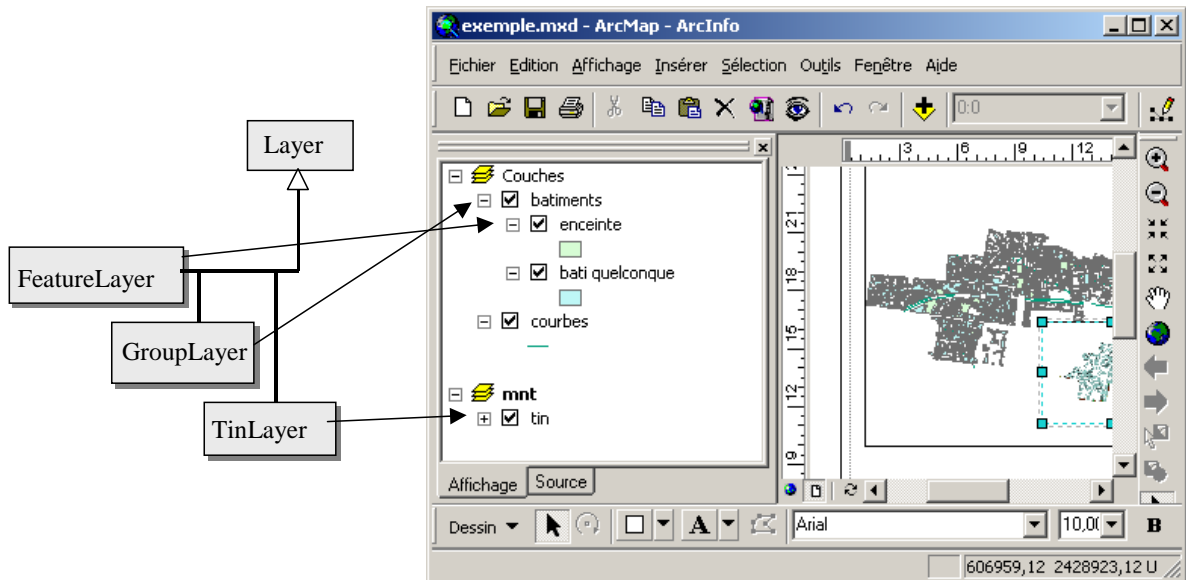 Layer
FeatureLayer
GroupLayer
TinLayer
exemple.mxd - ArcMap - ArcInfo
Fichier Edition Affichage Insérer Sélection Outils Fenêtre Aide
0:0
Couches
batiments
enceinte
bati quelconque
courbes
mnt
tin
Affichage Source
3 6 9 12
21
18
15
12
9
Dessin A Arial 10,0 B
606959,12 2428923,12 U